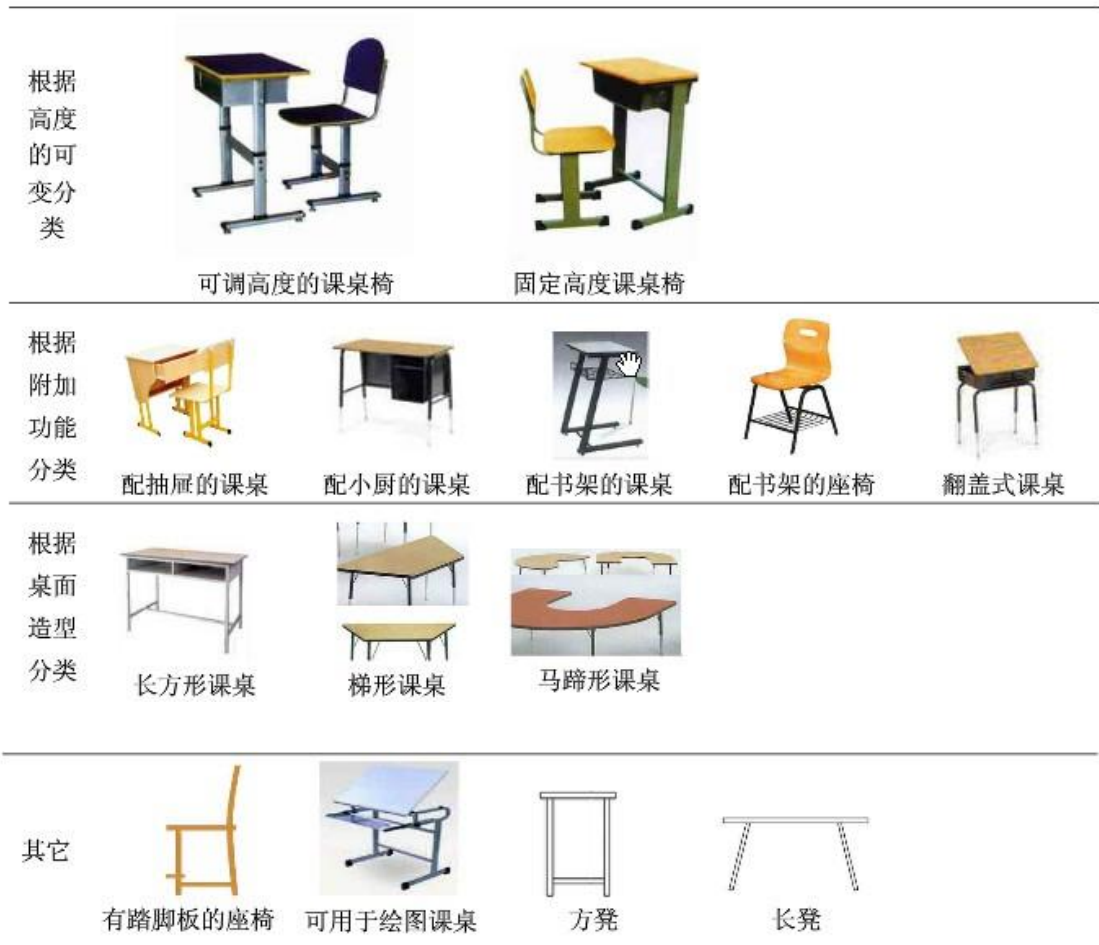 根据
高度
的可
变分
类
可调高度的课桌椅
固定高度课桌椅
根据
附加
功能
分类
配抽屉的课桌
配小厨的课桌
配书架的课桌
配书架的座椅
翻盖式课桌
根据
桌面
造型
分类
长方形课桌
梯形课桌
马蹄形课桌
其它
有踏脚板的座椅
可用于绘图课桌
方凳
长凳